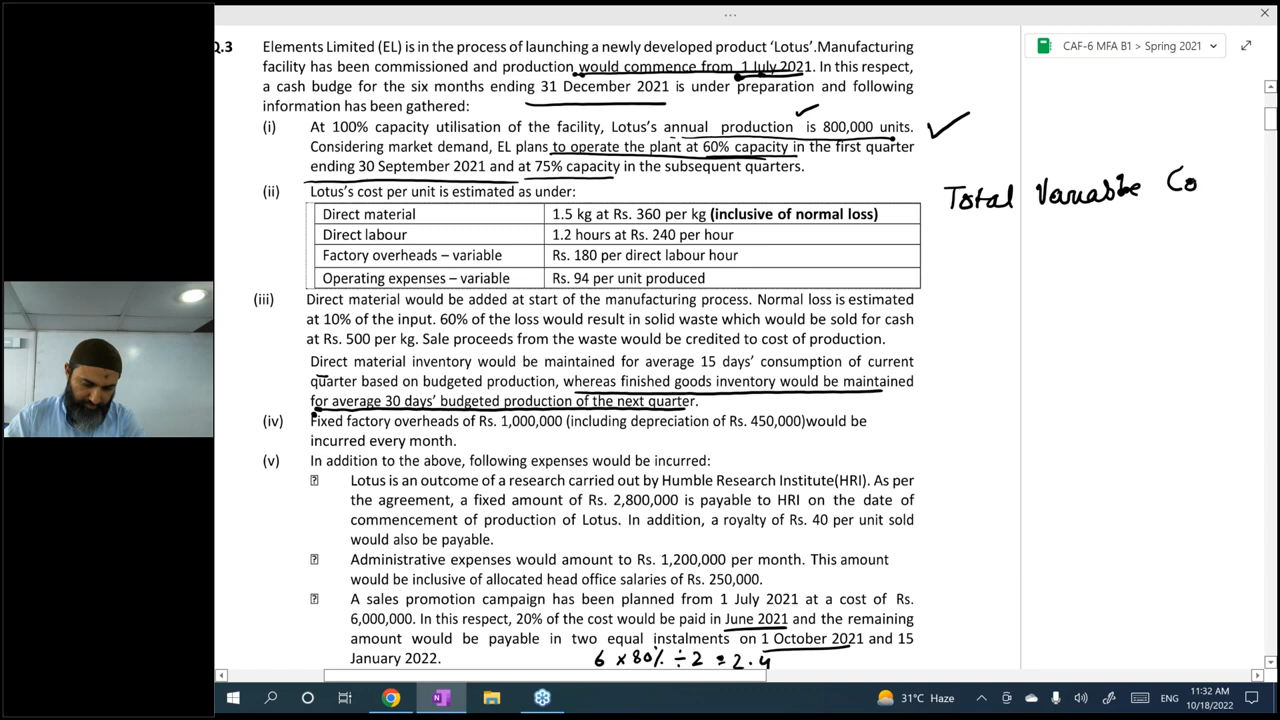 CAF-6 MFA B1 > Spring 2021
Q.3 Elements Limited (EL) is in the process of launching a newly developed product ‘Lotus’.Manufacturing
facility has been commissioned and production would commence from 1 July 2021. In this respect,
a cash budget for the six months ending 31 December 2021 is under preparation and following
information has been gathered:
(i) At 100% capacity utilisation of the facility, Lotus’s annual production is 800,000 units.
Considering market demand, EL plans to operate the plant at 60% capacity in the first quarter
ending 30 September 2021 and at 75% capacity in the subsequent quarters.
(ii) Lotus’s cost per unit is estimated as under:
Total Variable Co
Direct material 1.5 kg at Rs. 360 per kg (inclusive of normal loss)
Direct labour 1.2 hours at Rs. 240 per hour
Factory overheads – variable Rs. 180 per direct labour hour
Operating expenses – variable Rs. 94 per unit produced
(iii) Direct material would be added at start of the manufacturing process. Normal loss is estimated
at 10% of the input. 60% of the loss would result in solid waste which would be sold for cash
at Rs. 500 per kg. Sale proceeds from the waste would be credited to cost of production.
Direct material inventory would be maintained for average 15 days’ consumption of current
quarter based on budgeted production, whereas finished goods inventory would be maintained
for average 30 days’ budgeted production of the next quarter.
(iv) Fixed factory overheads of Rs. 1,000,000 (including depreciation of Rs. 450,000)would be
incurred every month.
(v) In addition to the above, following expenses would be incurred:
Lotus is an outcome of a research carried out by Humble Research Institute(HRI). As per
the agreement, a fixed amount of Rs. 2,800,000 is payable to HRI on the date of
commencement of production of Lotus. In addition, a royalty of Rs. 40 per unit sold
would also be payable.
Administrative expenses would amount to Rs. 1,200,000 per month. This amount
would be inclusive of allocated head office salaries of Rs. 250,000.
A sales promotion campaign has been planned from 1 July 2021 at a cost of Rs.
6,000,000. In this respect, 20% of the cost would be paid in June 2021 and the remaining
amount would be payable in two equal instalments on 1 October 2021 and 15
January 2022.
6 × 80% ÷ 2 = 2.4
31°C Haze
ENG
11:32 AM
10/18/2022